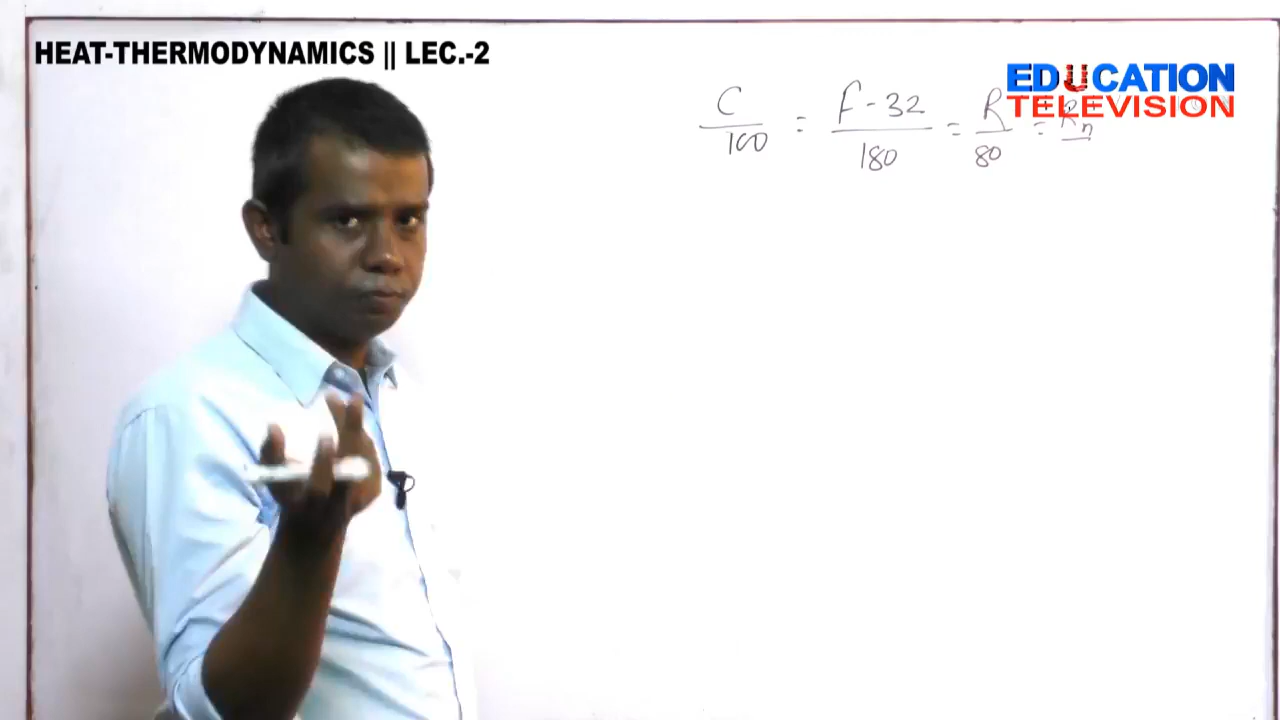 HEAT-THERMODYNAMICS || LEC.-2
EDUCATION
TELEVISION
C/100 = F-32/180 = R/80 =